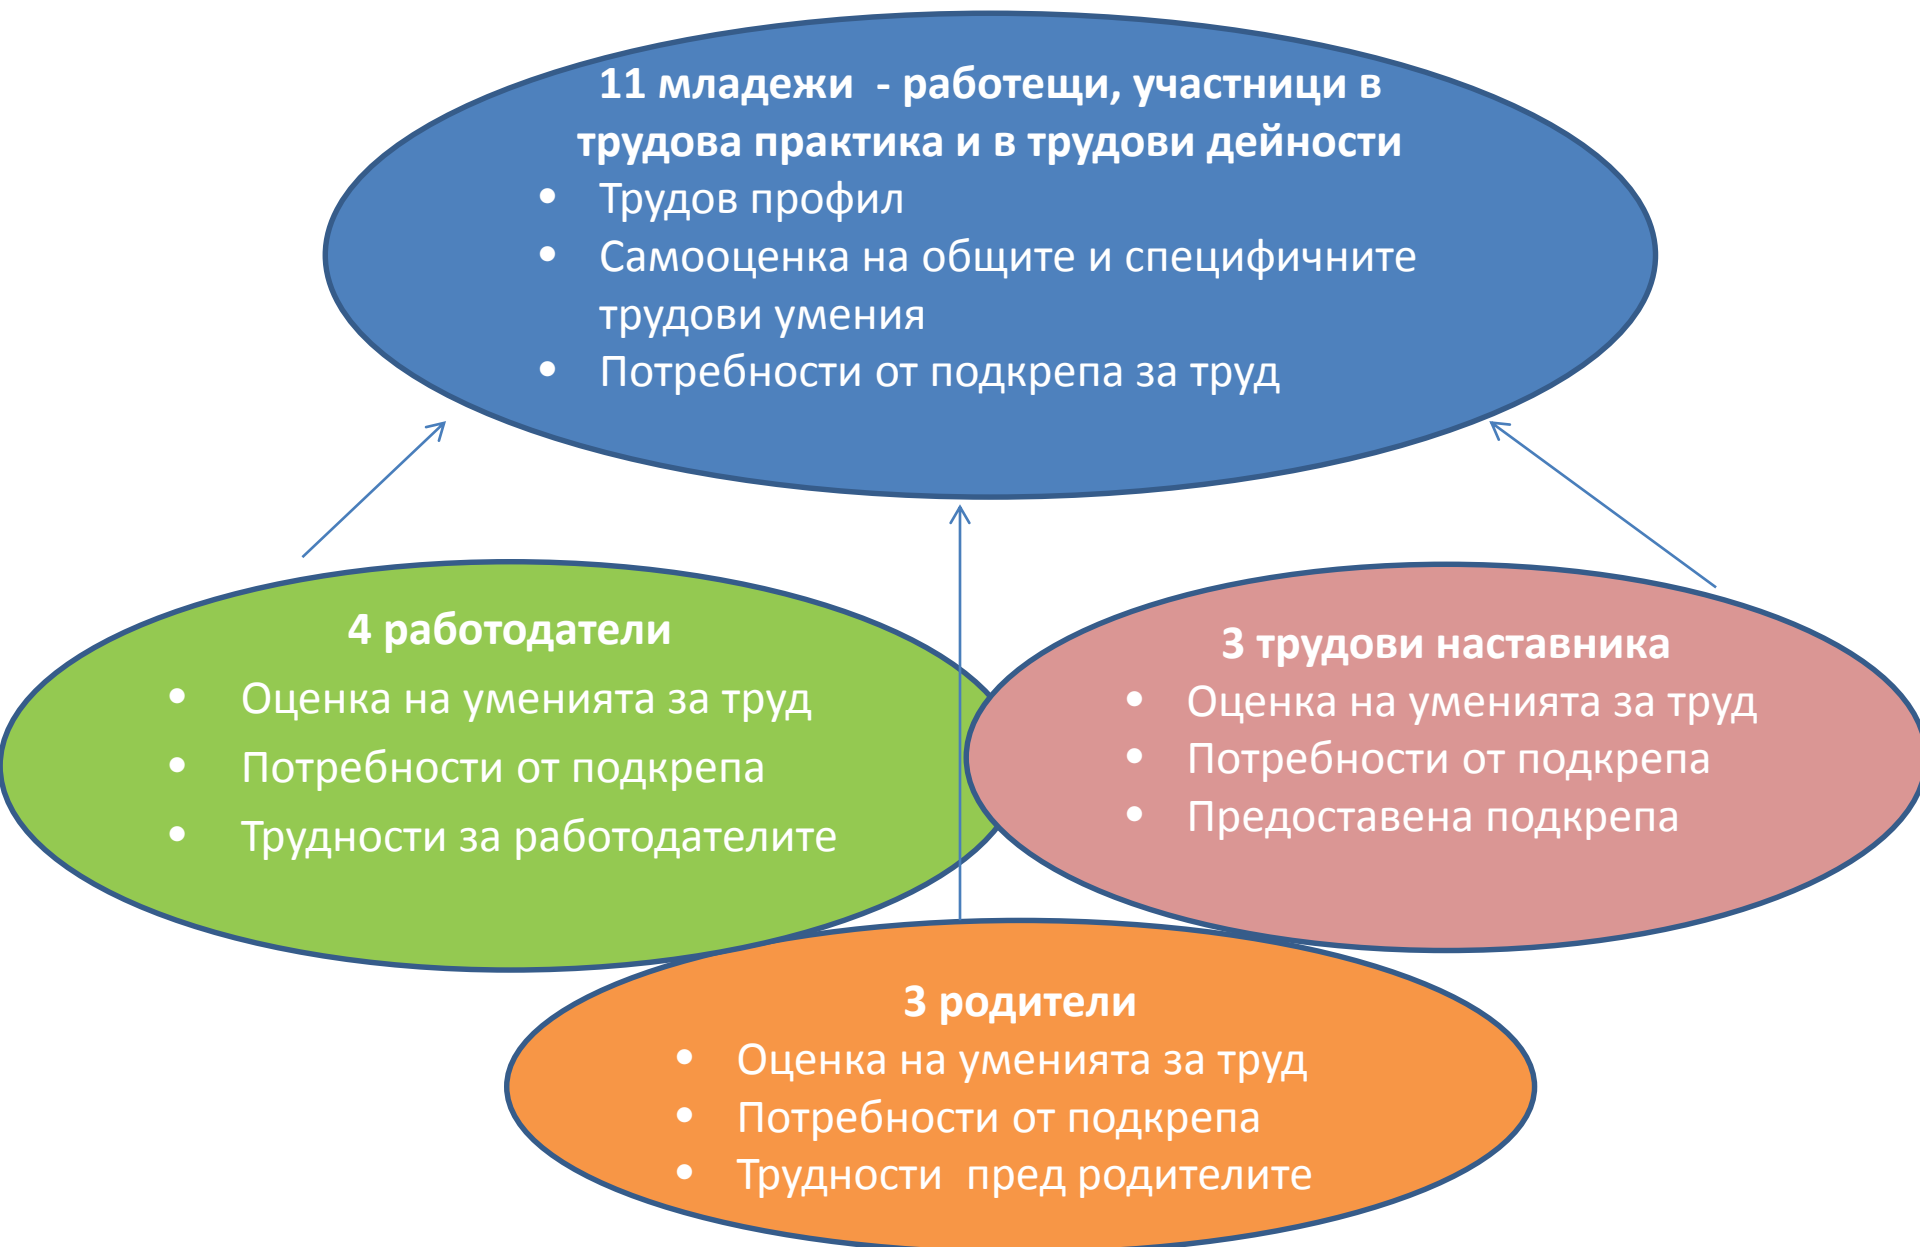 11 младежи - работещи, участници в
трудова практика и в трудови дейности
• Трудов профил
• Самооценка на общите и специфичните
трудови умения
• Потребности от подкрепа за труд
4 работодатели
• Оценка на уменията за труд
• Потребности от подкрепа
• Трудности за работодателите
3 трудови наставника
• Оценка на уменията за труд
• Потребности от подкрепа
• Предоставена подкрепа
3 родители
• Оценка на уменията за труд
• Потребности от подкрепа
• Трудности пред родителите